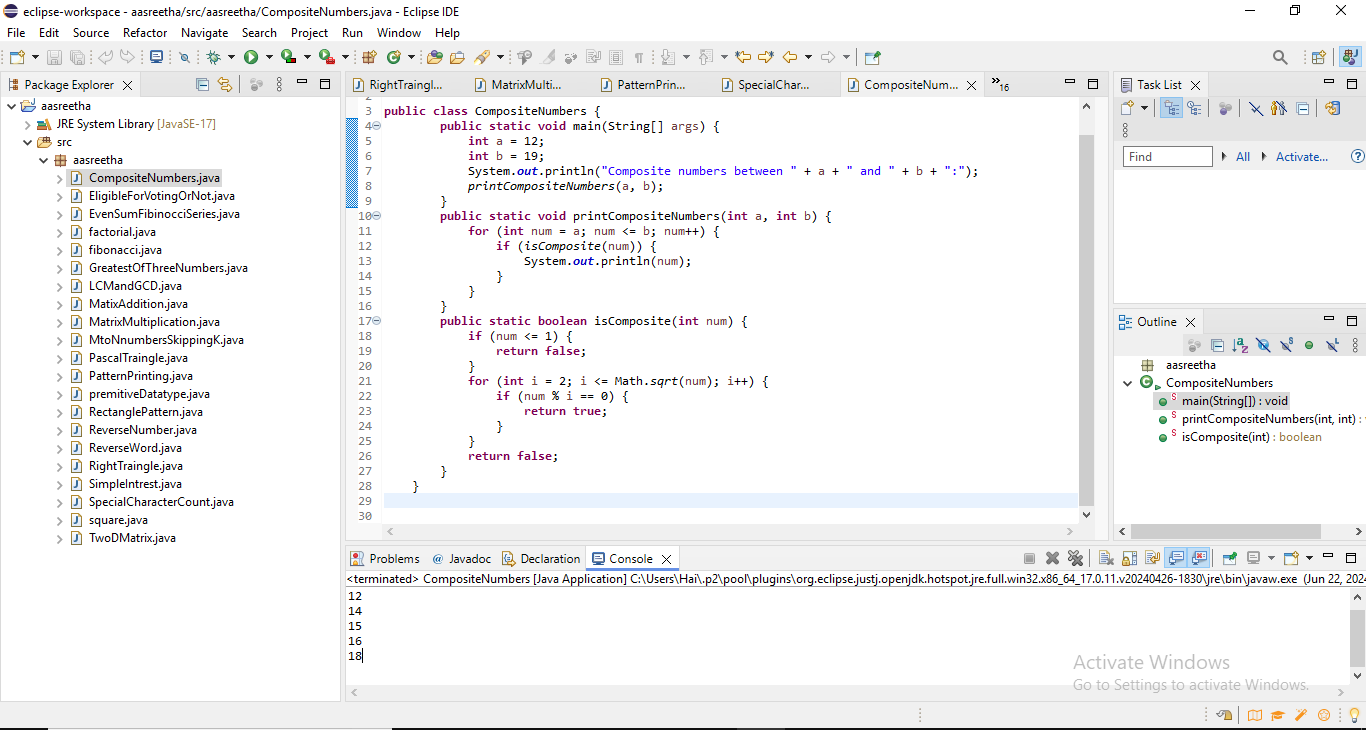 eclipse-workspace - aasreetha/src/aasreetha/CompositeNumbers.java - Eclipse IDE
File Edit Source Refactor Navigate Search Project Run Window Help
Package Explorer
aasreetha
JRE System Library [JavaSE-17]
src
aasreetha
CompositeNumbers.java
EligibleForVotingOrNot.java
EvenSumFibinocciSeries.java
factorial.java
fibonacci.java
GreatestOfThreeNumbers.java
LCMandGCD.java
MatixAddition.java
MatrixMultiplication.java
MtoNnumbersSkippingK.java
PascalTraingle.java
PatternPrinting.java
premitiveDatatype.java
RectanglePattern.java
ReverseNumber.java
ReverseWord.java
RightTraingle.java
SimpleIntrest.java
SpecialCharacterCount.java
square.java
TwoDMatrix.java
RightTraingl... MatrixMulti... PatternPrin... SpecialChar... CompositeNum... 16
3 public class CompositeNumbers {
4 public static void main(String[] args) {
5 int a = 12;
6 int b = 19;
7 System.out.println("Composite numbers between " + a + " and " + b + ":");
8 printCompositeNumbers(a, b);
9 }
10 public static void printCompositeNumbers(int a, int b) {
11 for (int num = a; num <= b; num++) {
12 if (isComposite(num)) {
13 System.out.println(num);
14 }
15 }
16 }
17 public static boolean isComposite(int num) {
18 if (num <= 1) {
19 return false;
20 }
21 for (int i = 2; i <= Math.sqrt(num); i++) {
22 if (num % i == 0) {
23 return true;
24 }
25 }
26 return false;
27 }
28 }
29
30
Task List
Find All Activate...
Outline
aasreetha
CompositeNumbers
main(String[]) : void
printCompositeNumbers(int, int) :
isComposite(int) : boolean
Problems Javadoc Declaration Console
<terminated> CompositeNumbers [Java Application] C:\Users\Hai\.p2\pool\plugins\org.eclipse.justj.openjdk.hotspot.jre.full.win32.x86_64_17.0.11.v20240426-1830\jre\bin\javaw.exe (Jun 22, 202
12
14
15
16
18
Activate Windows
Go to Settings to activate Windows.